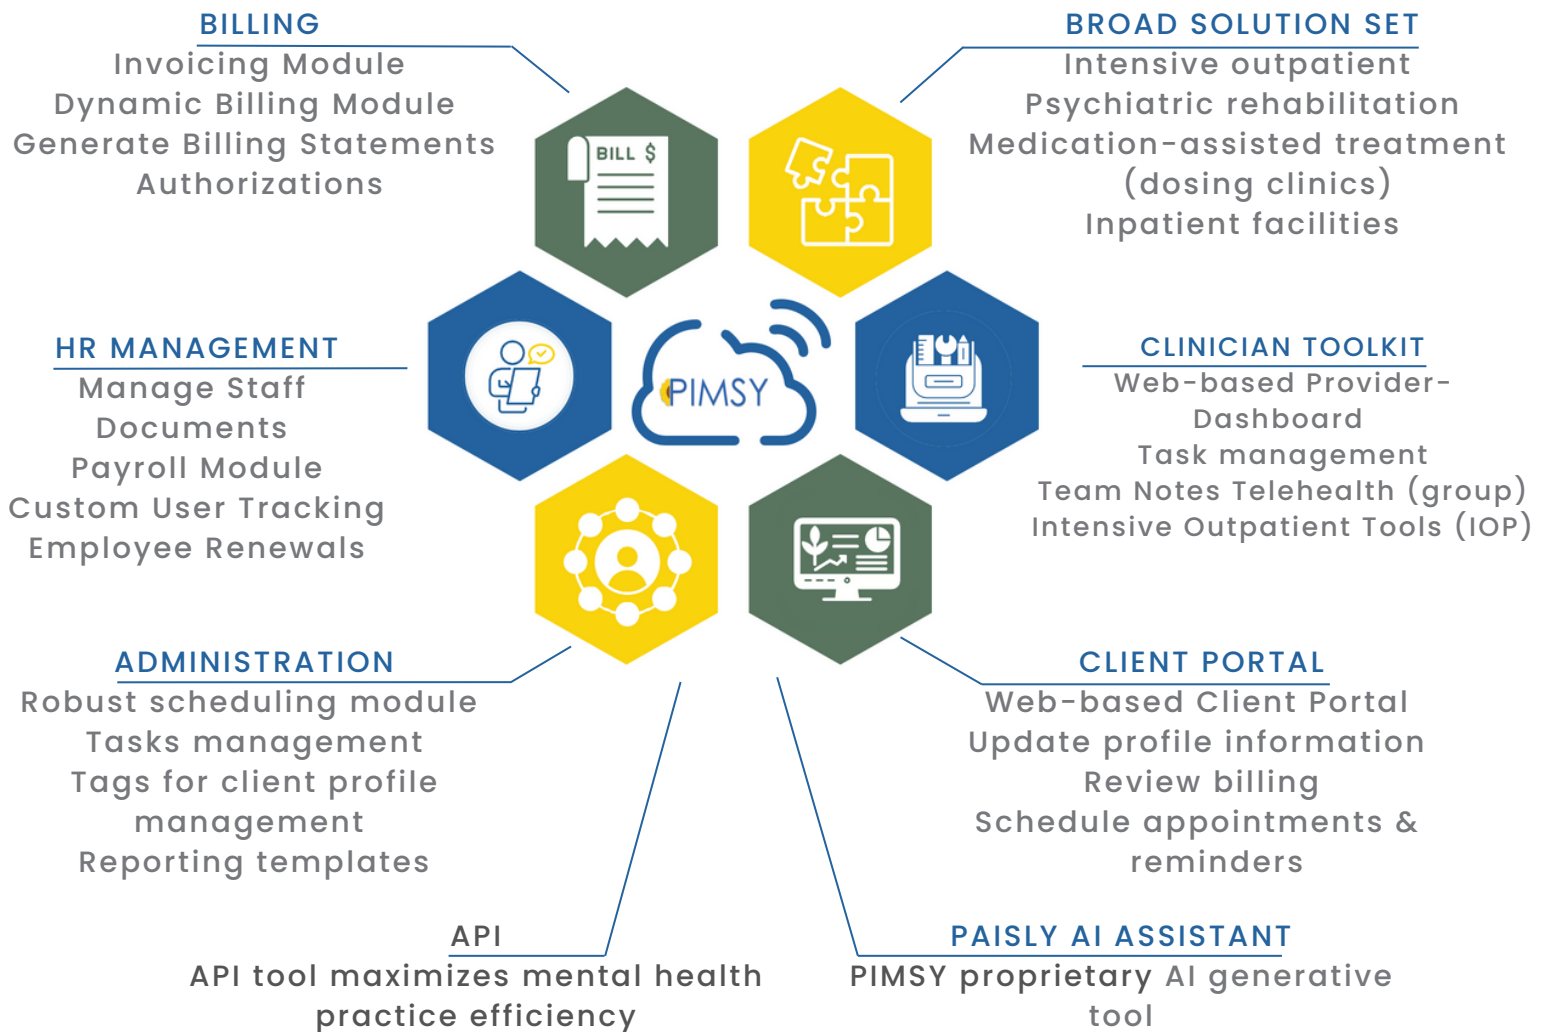 BILLING
Invoicing Module
Dynamic Billing Module
Generate Billing Statements
Authorizations
BROAD SOLUTION SET
Intensive outpatient
Psychiatric rehabilitation
Medication-assisted treatment
(dosing clinics)
Inpatient facilities
BILL $
HR MANAGEMENT
Manage Staff
Documents
Payroll Module
Custom User Tracking
Employee Renewals
PIMSY
CLINICIAN TOOLKIT
Web-based Provider-
Dashboard
Task management
Team Notes Telehealth (group)
Intensive Outpatient Tools (IOP)
ADMINISTRATION
Robust scheduling module
Tasks management
Tags for client profile
management
Reporting templates
CLIENT PORTAL
Web-based Client Portal
Update profile information
Review billing
Schedule appointments &
reminders
API
API tool maximizes mental health
practice efficiency
PAISLY AI ASSISTANT
PIMSY proprietary AI generative
tool